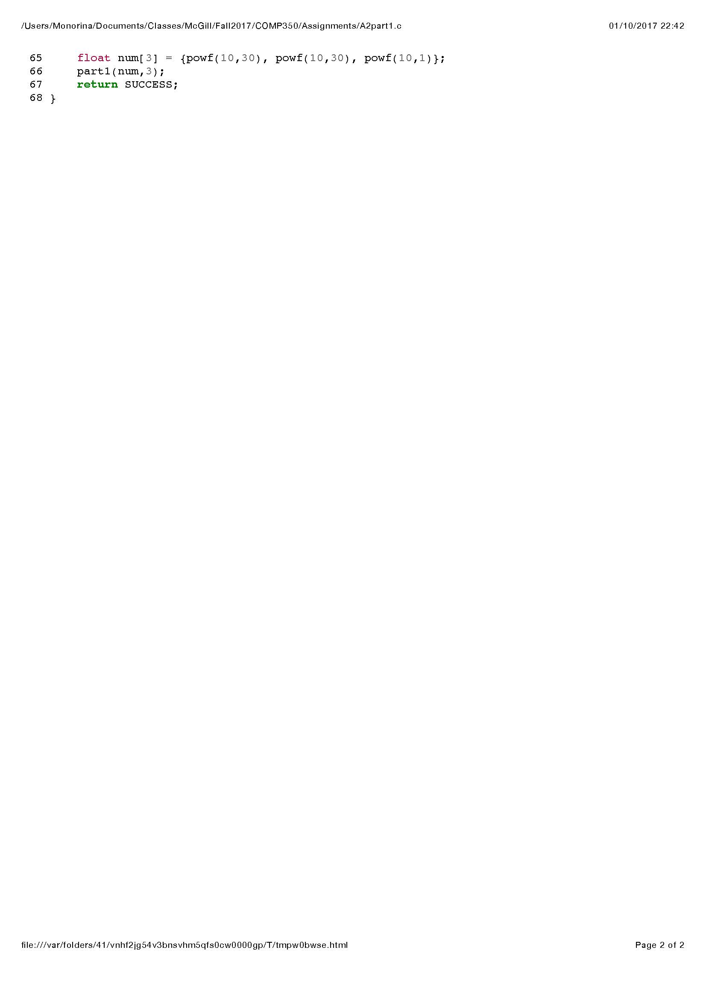 /Users/Monorina/Documents/Classes/McGill/Fall2017/COMP350/Assignments/A2part1.c 01/10/2017 22:42
65 float num[3] = {powf(10,30), powf(10,30), powf(10,1)};
66 part1(num,3);
67 return SUCCESS;
68 }
file:///var/folders/41/vnhf2jg54v3bnsvhm5qfs0cw0000gp/T/tmpw0bwse.html Page 2 of 2